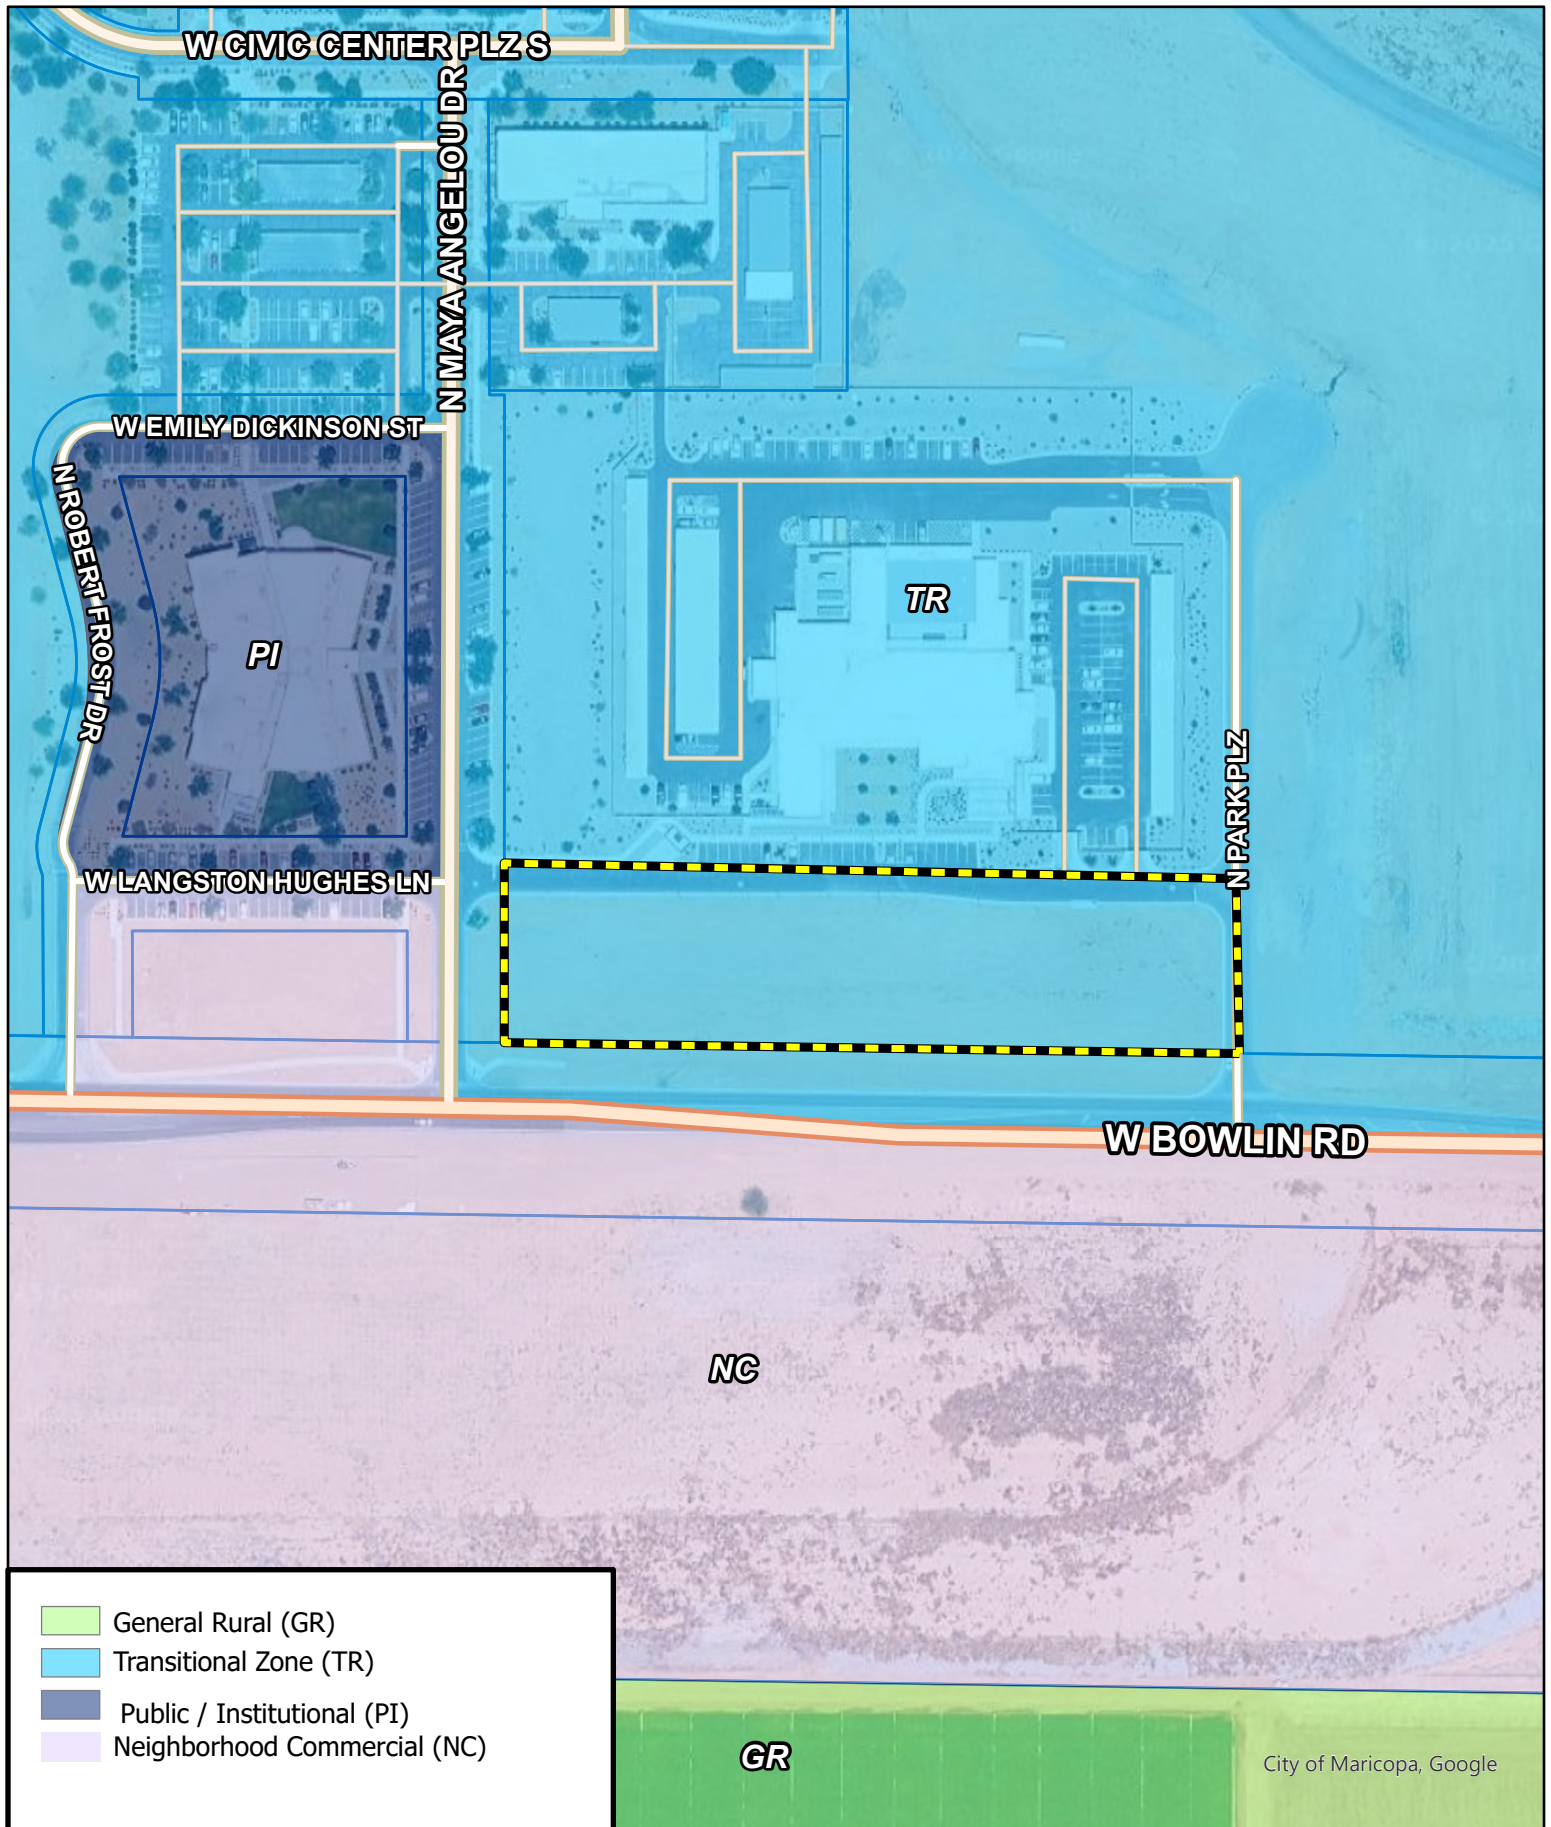 W CIVIC CENTER PLZ S
N MAYA ANGELOU DR
W EMILY DICKINSON ST
N ROBERT FROST DR
PI
TR
N PARK PLZ
W LANGSTON HUGHES LN
W BOWLIN RD
NC
General Rural (GR)
Transitional Zone (TR)
Public / Institutional (PI)
Neighborhood Commercial (NC)
GR
City of Maricopa, Google